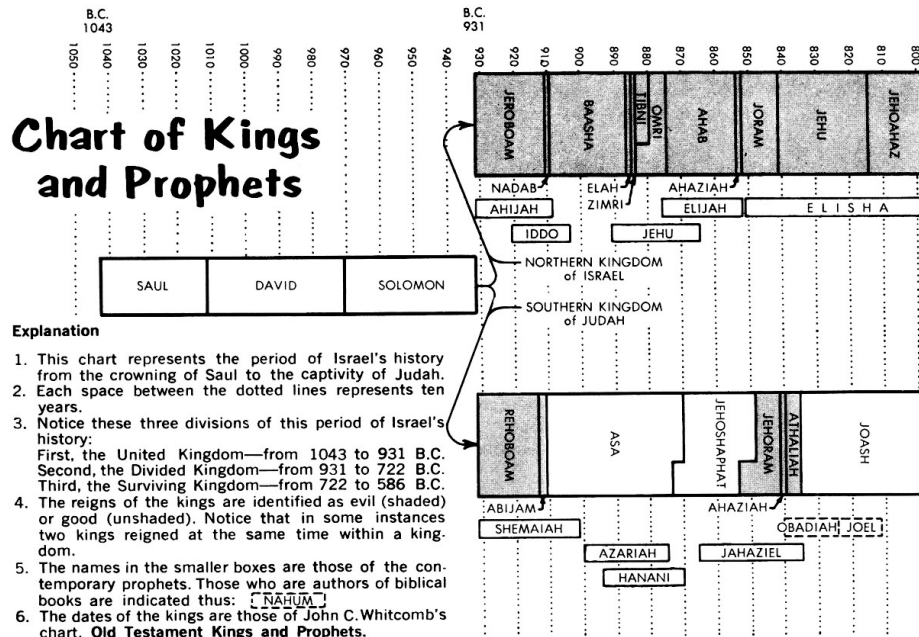 B.C.
1043
B.C.
931
1050
1040
1030
1020
1010
1000
990
980
970
960
950
940
930
920
910
900
890
880
870
860
850
840
830
820
810
800
Chart of Kings
and Prophets
JEROBOAM
BAASHA
TIBNI
OMRI
AHAB
JORAM
JEHU
JEHOAHAZ
NADAB
ELAH
ZIMRI
AHAZIAH
AHIJAH
ELIJAH
ELISHA
IDDO
JEHU
NORTHERN KINGDOM
of ISRAEL
SAUL
DAVID
SOLOMON
SOUTHERN KINGDOM
of JUDAH
Explanation
1. This chart represents the period of Israel's history
from the crowning of Saul to the captivity of Judah.
2. Each space between the dotted lines represents ten
years.
3. Notice these three divisions of this period of Israel's
history:
First, the United Kingdom—from 1043 to 931 B.C.
Second, the Divided Kingdom—from 931 to 722 B.C.
Third, the Surviving Kingdom—from 722 to 586 B.C.
4. The reigns of the kings are identified as evil (shaded)
or good (unshaded). Notice that in some instances
two kings reigned at the same time within a king-
dom.
5. The names in the smaller boxes are those of the con-
temporary prophets. Those who are authors of biblical
books are indicated thus: NAHUM
6. The dates of the kings are those of John C. Whitcomb's
chart, Old Testament Kings and Prophets.
REHOBOAM
ASA
JEHOSHAPHAT
JEHORAM
ATHALIAH
JOASH
ABIJAM
AHAZIAH
SHEMAIAH
OBADIAH
JOEL
AZARIAH
JAHAZIEL
HANANI